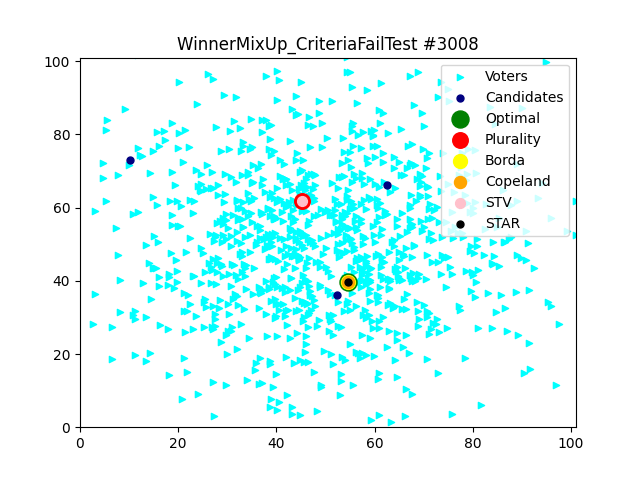 WinnerMixUp_CriteriaFailTest #3008
100
80
60
40
20
0
0 20 40 60 80 100
Voters
Candidates
Optimal
Plurality
Borda
Copeland
STV
STAR